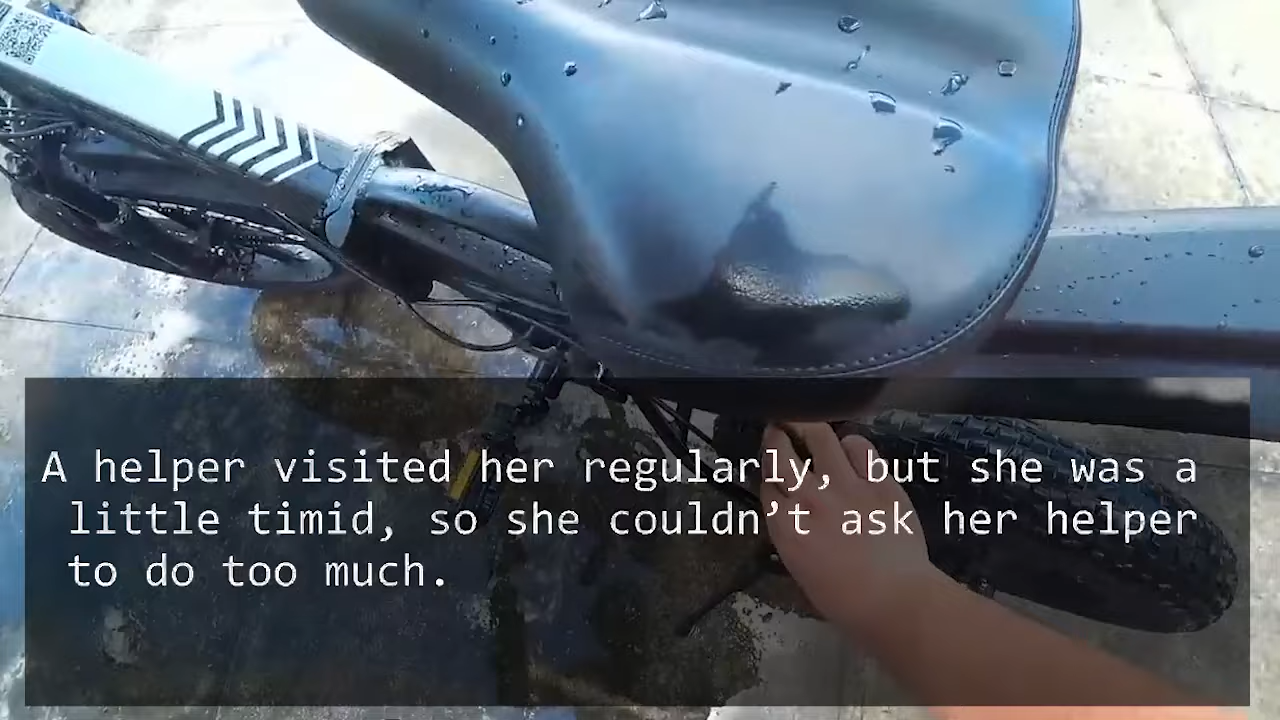 A helper visited her regularly, but she was a
little timid, so she couldn’t ask her helper
to do too much.